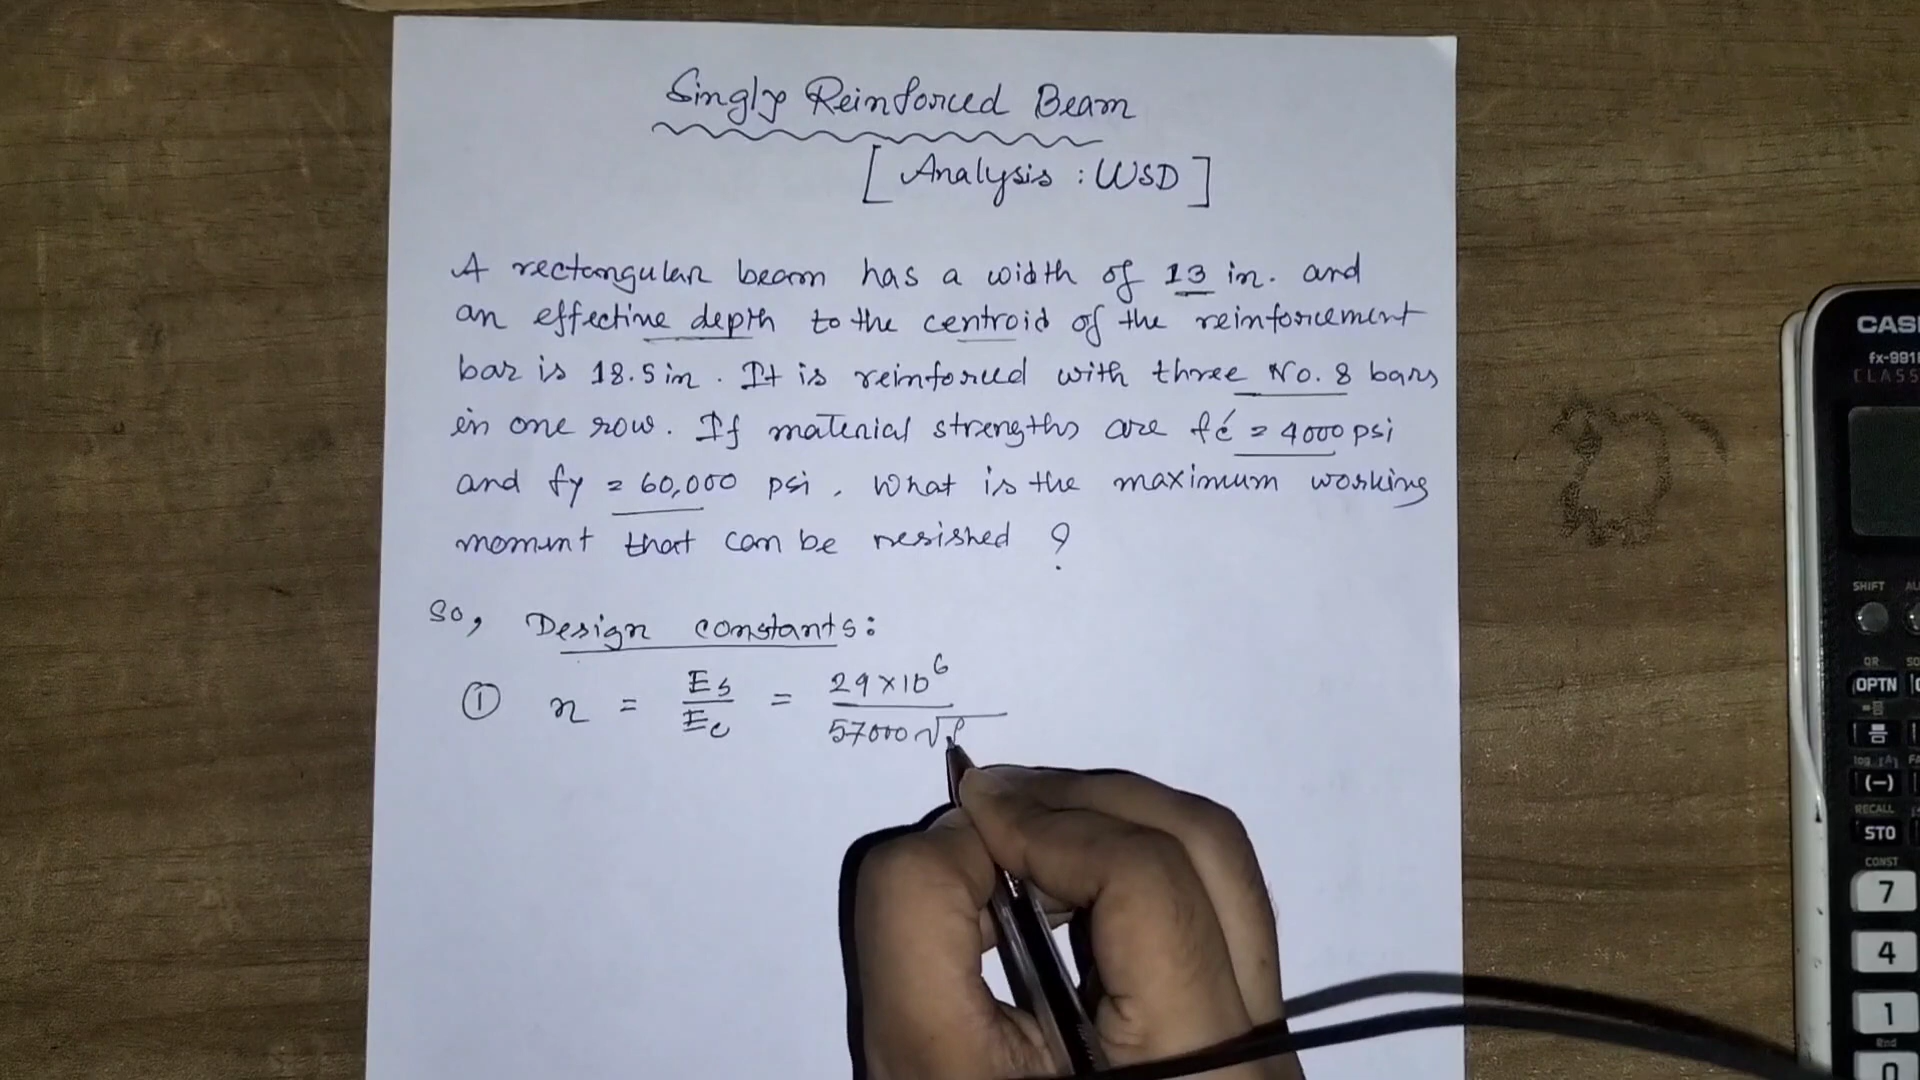 Singly Reinforced Beam
[ Analysis : WSD ]
A rectangular beam has a width of 13 in. and
an effective depth to the centroid of the reinforcement
bar is 18.5 in. It is reinforced with three No. 8 bars
in one row. If material strengths are fc' = 4000 psi
and fy = 60,000 psi, What is the maximum working
moment that can be resisted ?
So, Design constants:
① n = Es/Ec = 29×10^6/57000√f
CASI
fx-991
CLASS
SHIFT
OPTN
(-)
RECALL
STO
CONST
7
4
1
Rnd
0